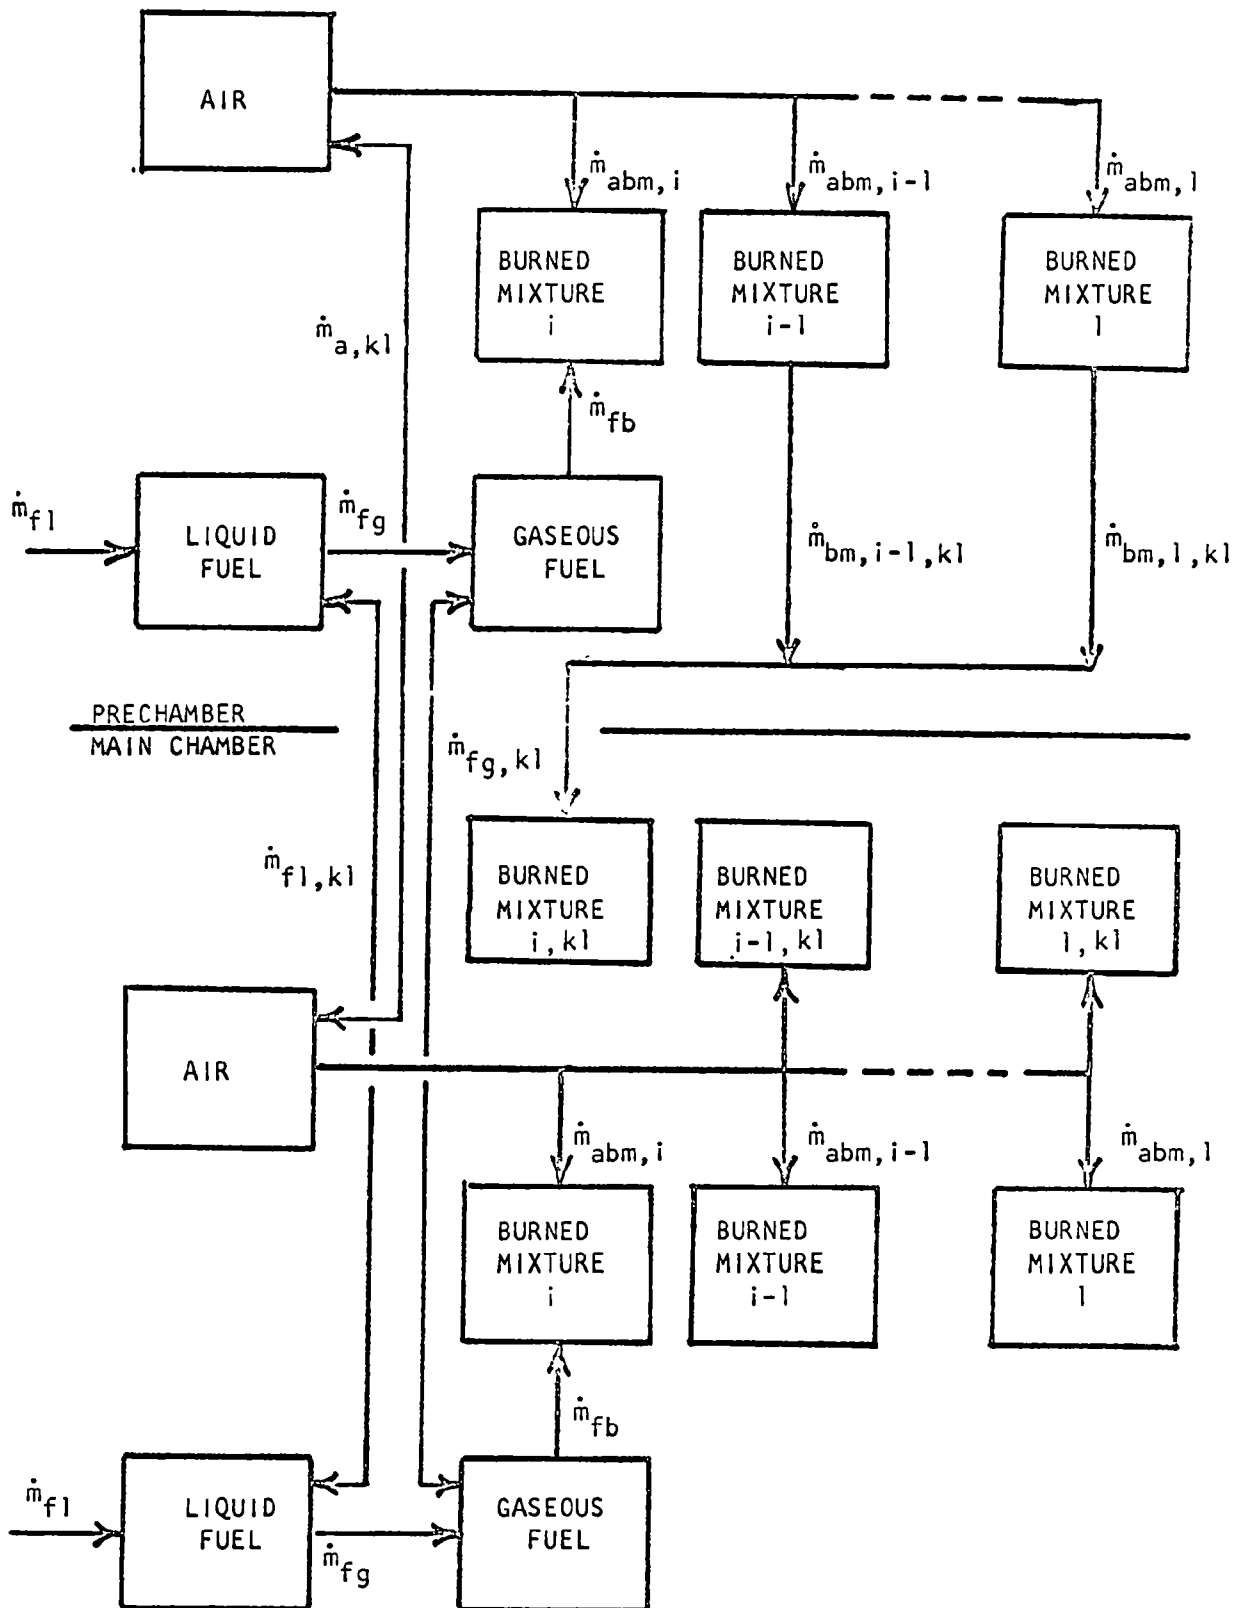 AIR
ṁabm,i
ṁabm,i-1
ṁabm,1
BURNED
MIXTURE
i
BURNED
MIXTURE
i-1
BURNED
MIXTURE
1
ṁa,kl
ṁfb
ṁfl
LIQUID
FUEL
ṁfg
GASEOUS
FUEL
ṁbm,i-1,kl
ṁbm,1,kl
PRECHAMBER
MAIN CHAMBER
ṁfg,kl
ṁfl,kl
BURNED
MIXTURE
i,kl
BURNED
MIXTURE
i-1,kl
BURNED
MIXTURE
1,kl
AIR
ṁabm,i
ṁabm,i-1
ṁabm,1
BURNED
MIXTURE
i
BURNED
MIXTURE
i-1
BURNED
MIXTURE
1
ṁfb
ṁfl
LIQUID
FUEL
ṁfg
GASEOUS
FUEL